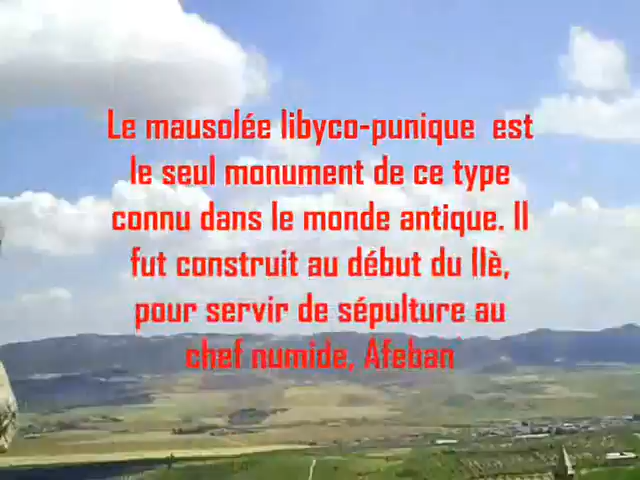 Le mausolée libyco-punique est
le seul monument de ce type
connu dans le monde antique. Il
fut construit au début du IIè,
pour servir de sépulture au
chef numide, Afeban